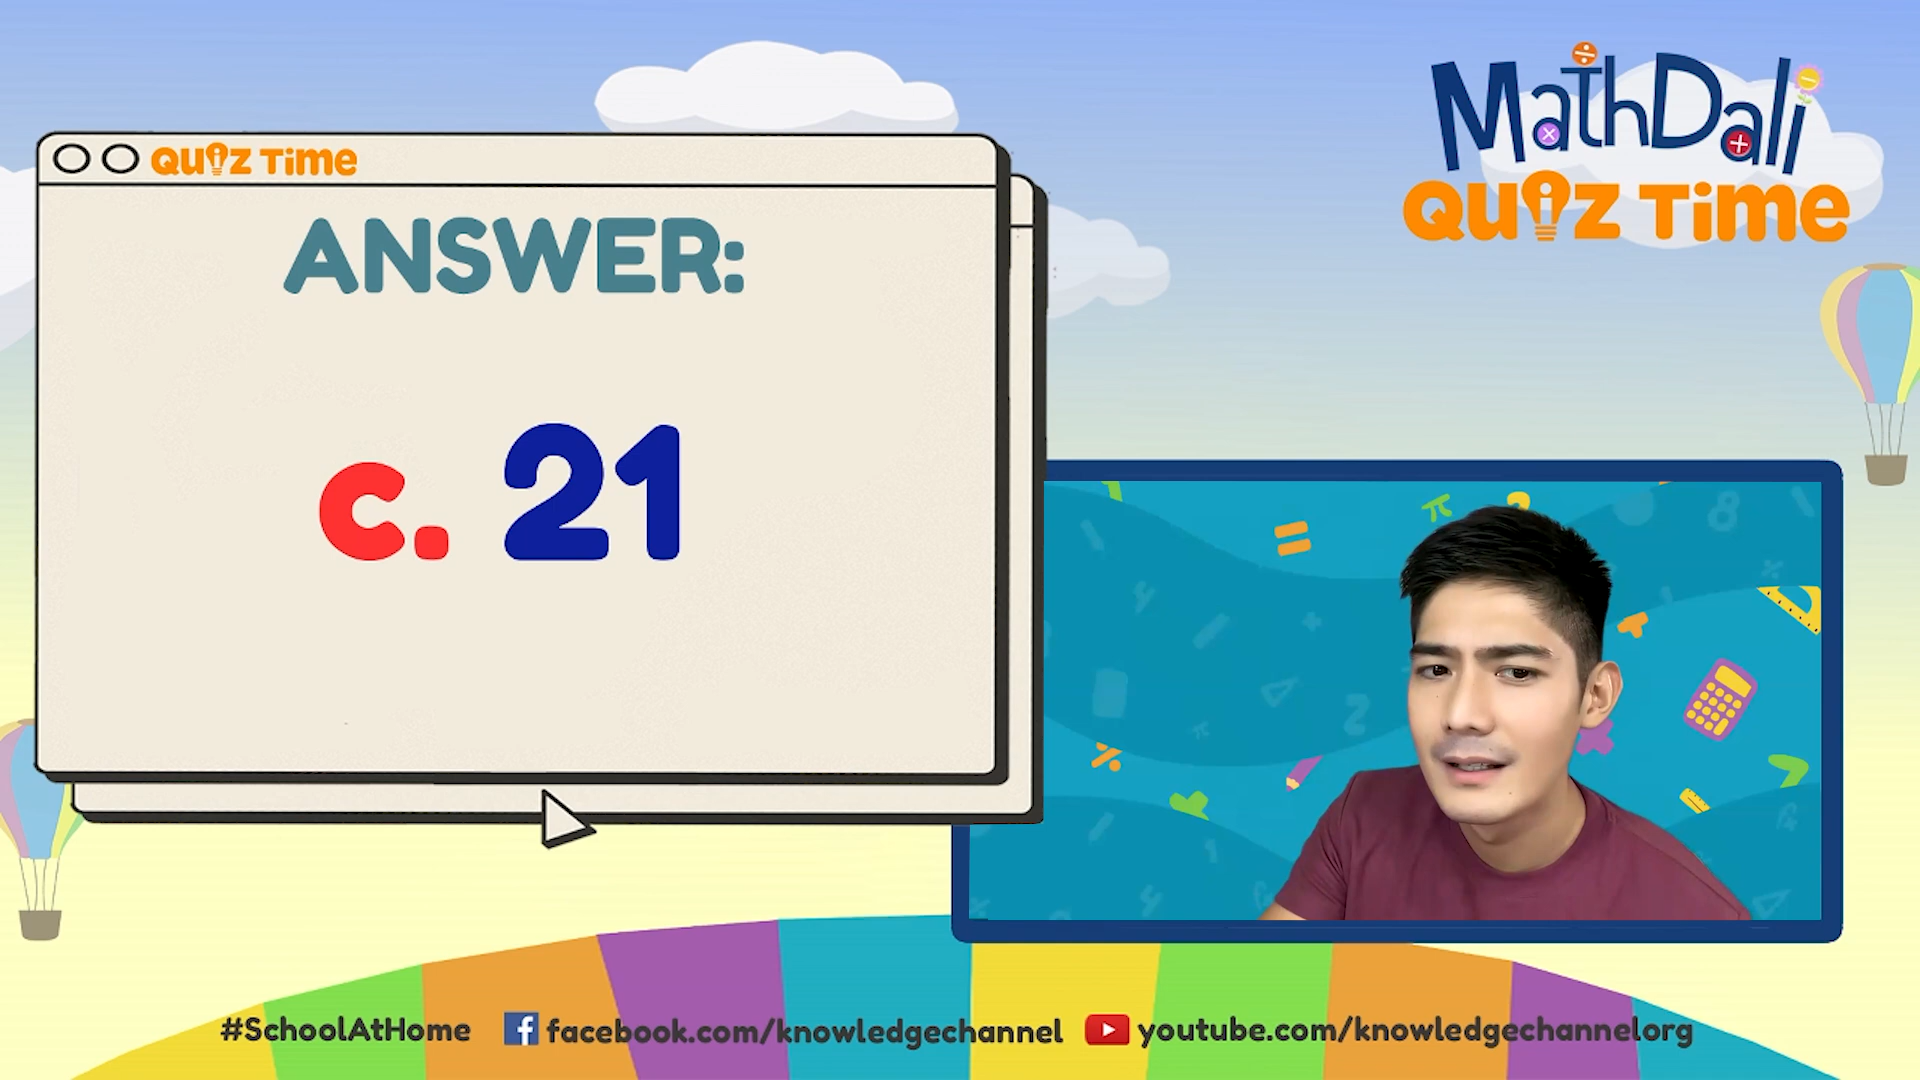 MathDali
QUiZ Time
QUiZ Time
ANSWER:
c. 21
#SchoolAtHome
facebook.com/knowledgechannel
youtube.com/knowledgechannelorg